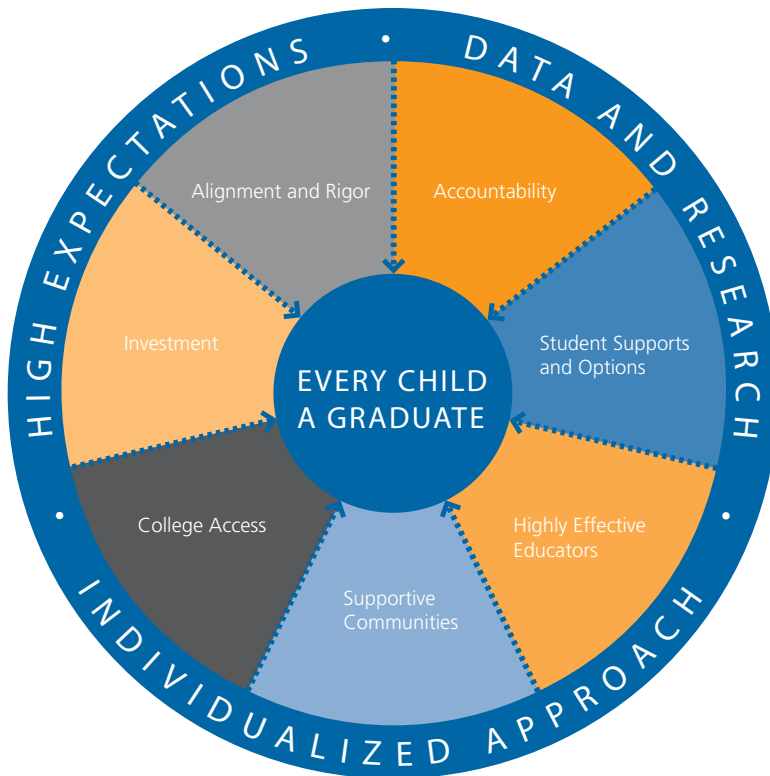 HIGH EXPECTATIONS • DATA AND RESEARCH • INDIVIDUALIZED APPROACH •
Alignment and Rigor
Accountability
Investment
Student Supports
and Options
EVERY CHILD
A GRADUATE
College Access
Highly Effective
Educators
Supportive
Communities